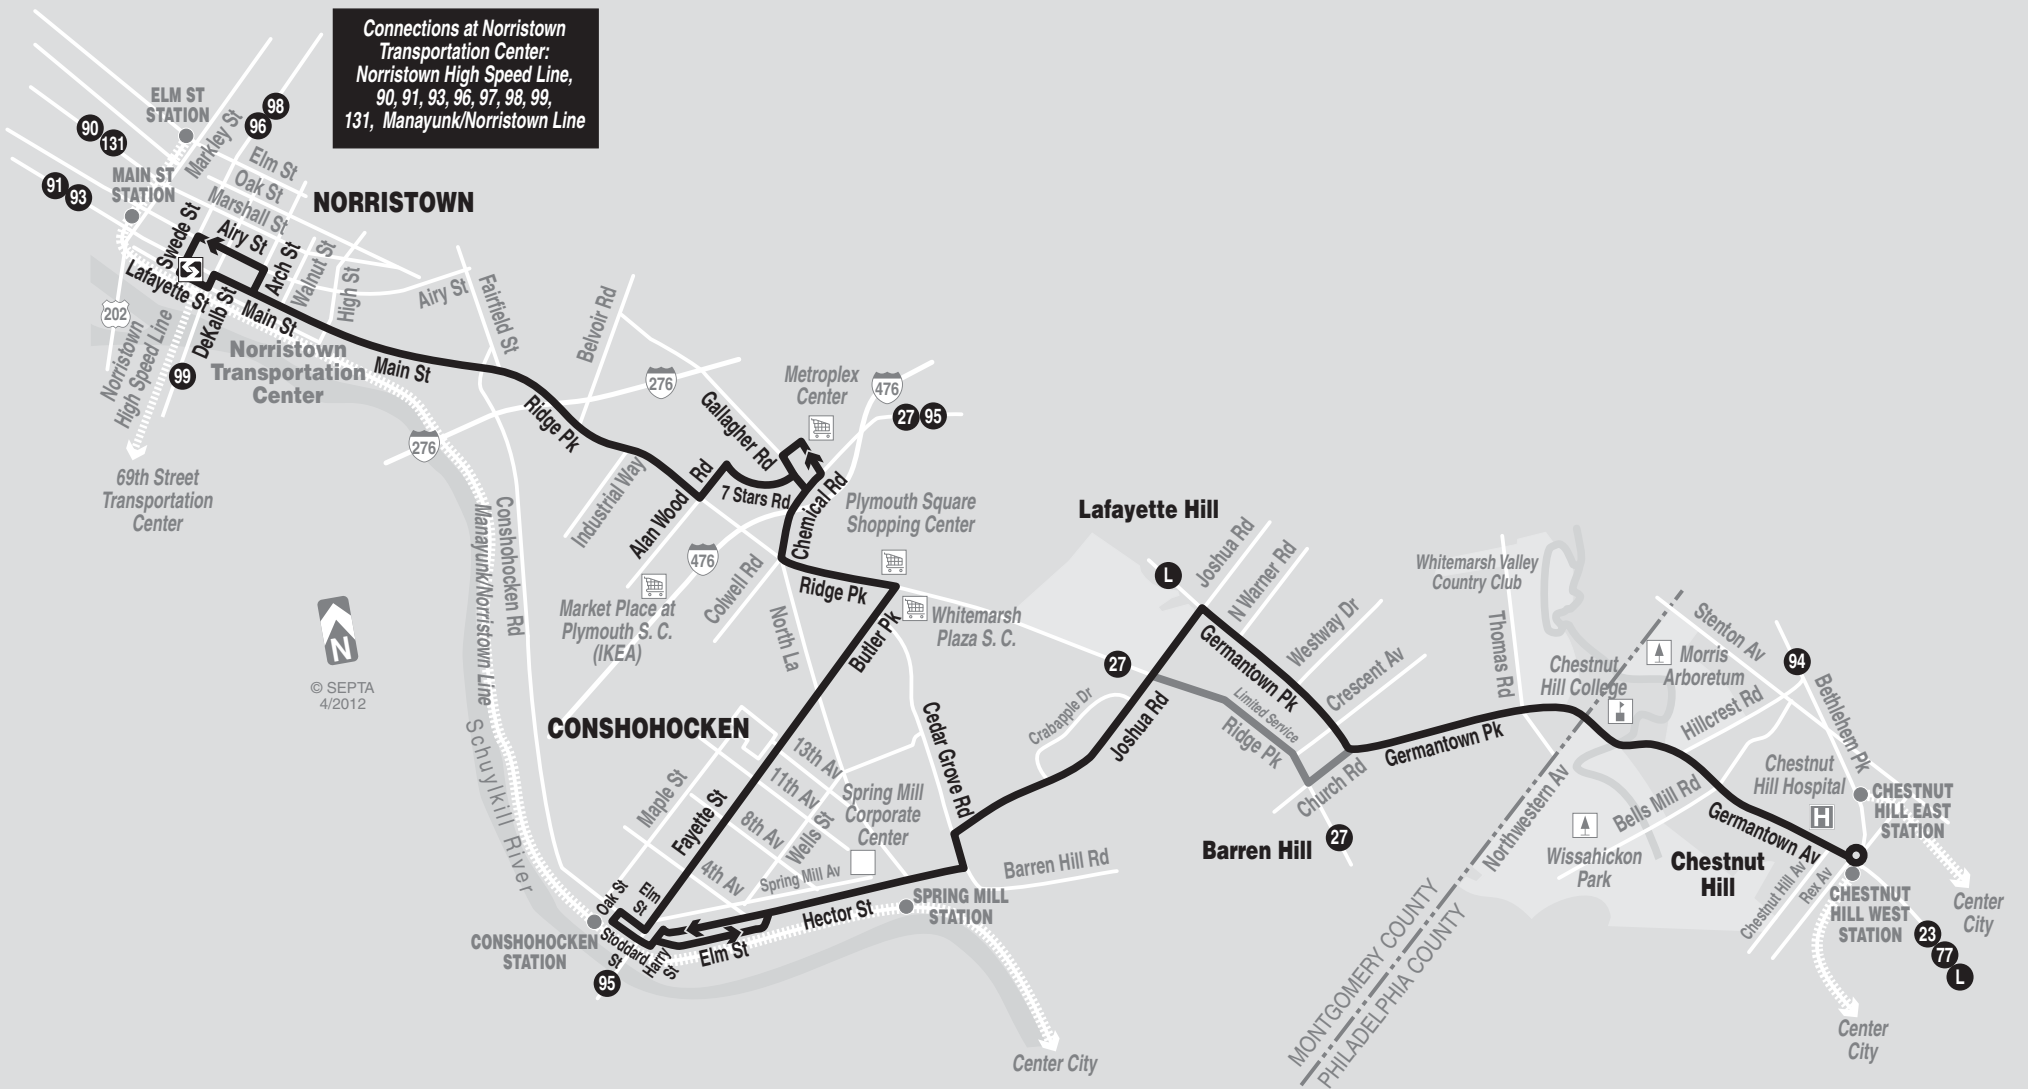 Connections at Norristown
Transportation Center:
Norristown High Speed Line,
90, 91, 93, 96, 97, 98, 99,
131, Manayunk/Norristown Line
ELM ST
STATION
98
96
90
131
Markley St
Elm St
Oak St
Marshall St
MAIN ST
STATION
91
93
NORRISTOWN
Swede St
Airy St
Arch St
Walnut St
High St
Lafayette St
DeKalb St
Main St
202
Norristown
High Speed Line
99
Norristown
Transportation
Center
Main St
Airy St
Fairfield St
Belvoir Rd
276
Metroplex
Center
476
27
95
Ridge Pk
Gallagher Rd
276
69th Street
Transportation
Center
Industrial Way
Alan Wood Rd
7 Stars Rd
Chemical Rd
Plymouth Square
Shopping Center
Conshohocken Rd
Manayunk/Norristown Line
476
Colwell Rd
Ridge Pk
Market Place at
Plymouth S. C.
(IKEA)
North La
Butler Pk
Whitemarsh
Plaza S. C.
N
© SEPTA
4/2012
Schuylkill River
CONSHOHOCKEN
Lafayette Hill
L
Joshua Rd
N Warner Rd
Westway Dr
Crescent Av
Germantown Pk
27
Crabapple Dr
Joshua Rd
Limited Service
Ridge Pk
Church Rd
Germantown Pk
Barren Hill
27
Cedar Grove Rd
13th Av
11th Av
8th Av
4th Av
Maple St
Fayette St
Wells St
Spring Mill
Corporate
Center
Spring Mill Av
Barren Hill Rd
Oak St
Elm
St
Stoddard
St
Harry
St
Elm St
Hector St
SPRING MILL
STATION
CONSHOHOCKEN
STATION
95
Center City
Whitemarsh Valley
Country Club
Thomas Rd
Chestnut
Hill College
Morris
Arboretum
Stenton Av
94
Bethlehem Pk
Hillcrest Rd
Chestnut
Hill Hospital
H
Bells Mill Rd
Northwestern Av
Wissahickon
Park
Chestnut
Hill
Germantown Av
CHESTNUT
HILL EAST
STATION
Chestnut Hill Av
Rex Av
CHESTNUT
HILL WEST
STATION
23
77
L
Center
City
Center
City
MONTGOMERY COUNTY
PHILADELPHIA COUNTY